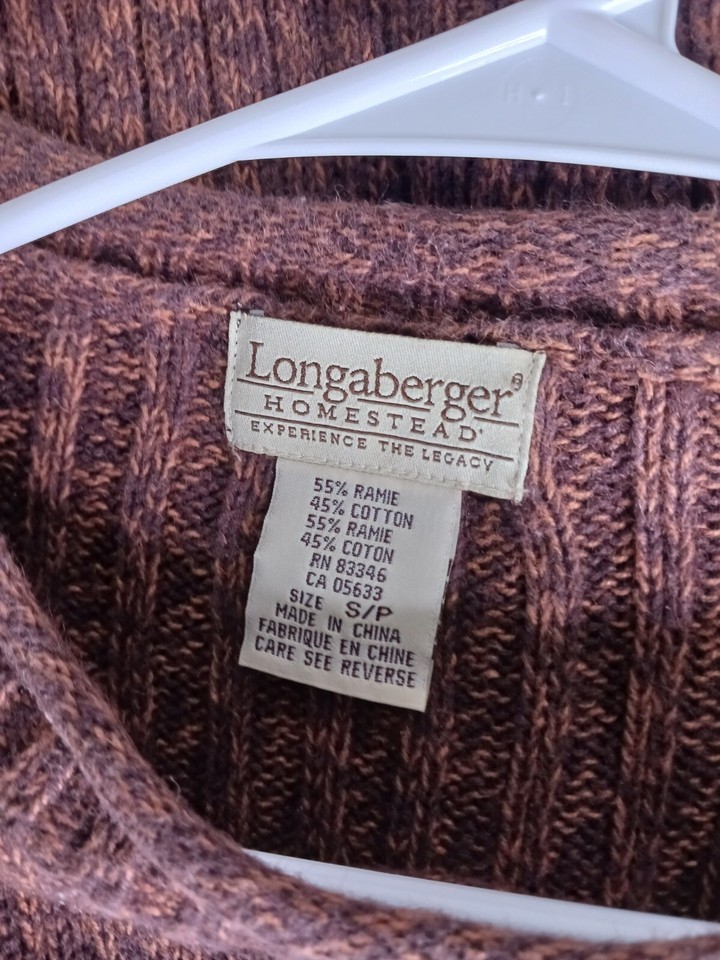 Longaberger®
HOMESTEAD
EXPERIENCE THE LEGACY
55% RAMIE
45% COTTON
55% RAMIE
45% COTON
RN 83346
CA 05633
SIZE S/P
MADE IN CHINA
FABRIQUE EN CHINE
CARE SEE REVERSE